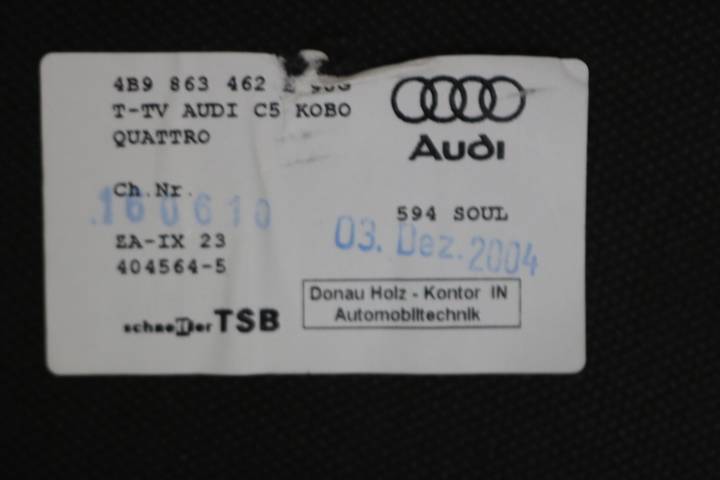 4B9 863 462
T-TV AUDI C5 KOBO
QUATTRO
Audi
Ch.Nr.
160610
594 SOUL
03. Dez. 2004
ZA-IX 23
404564-5
Donau Holz - Kontor IN
Automobiltechnik
TSB